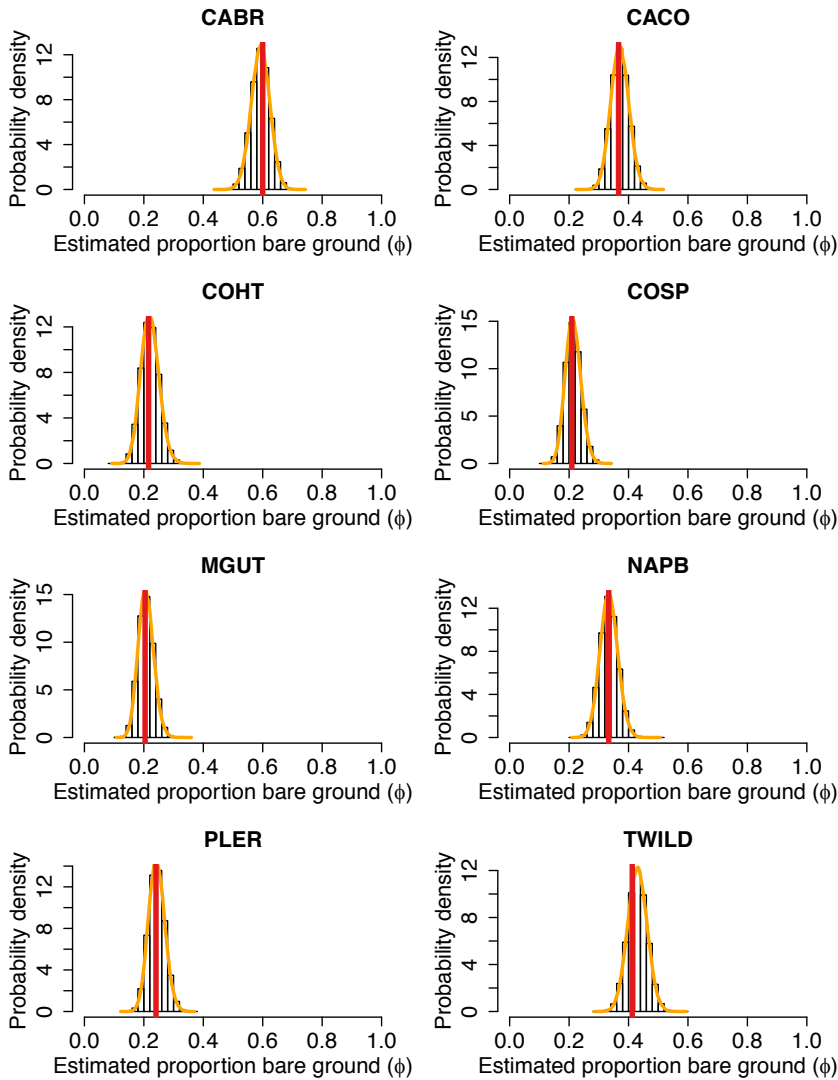 CABR
Probability density
0 4 8 12
0.0 0.2 0.4 0.6 0.8 1.0
Estimated proportion bare ground (ϕ)
CACO
Probability density
0 4 8 12
0.0 0.2 0.4 0.6 0.8 1.0
Estimated proportion bare ground (ϕ)
COHT
Probability density
0 4 8 12
0.0 0.2 0.4 0.6 0.8 1.0
Estimated proportion bare ground (ϕ)
COSP
Probability density
0 5 10 15
0.0 0.2 0.4 0.6 0.8 1.0
Estimated proportion bare ground (ϕ)
MGUT
Probability density
0 5 10 15
0.0 0.2 0.4 0.6 0.8 1.0
Estimated proportion bare ground (ϕ)
NAPB
Probability density
0 4 8 12
0.0 0.2 0.4 0.6 0.8 1.0
Estimated proportion bare ground (ϕ)
PLER
Probability density
0 4 8 12
0.0 0.2 0.4 0.6 0.8 1.0
Estimated proportion bare ground (ϕ)
TWILD
Probability density
0 4 8 12
0.0 0.2 0.4 0.6 0.8 1.0
Estimated proportion bare ground (ϕ)